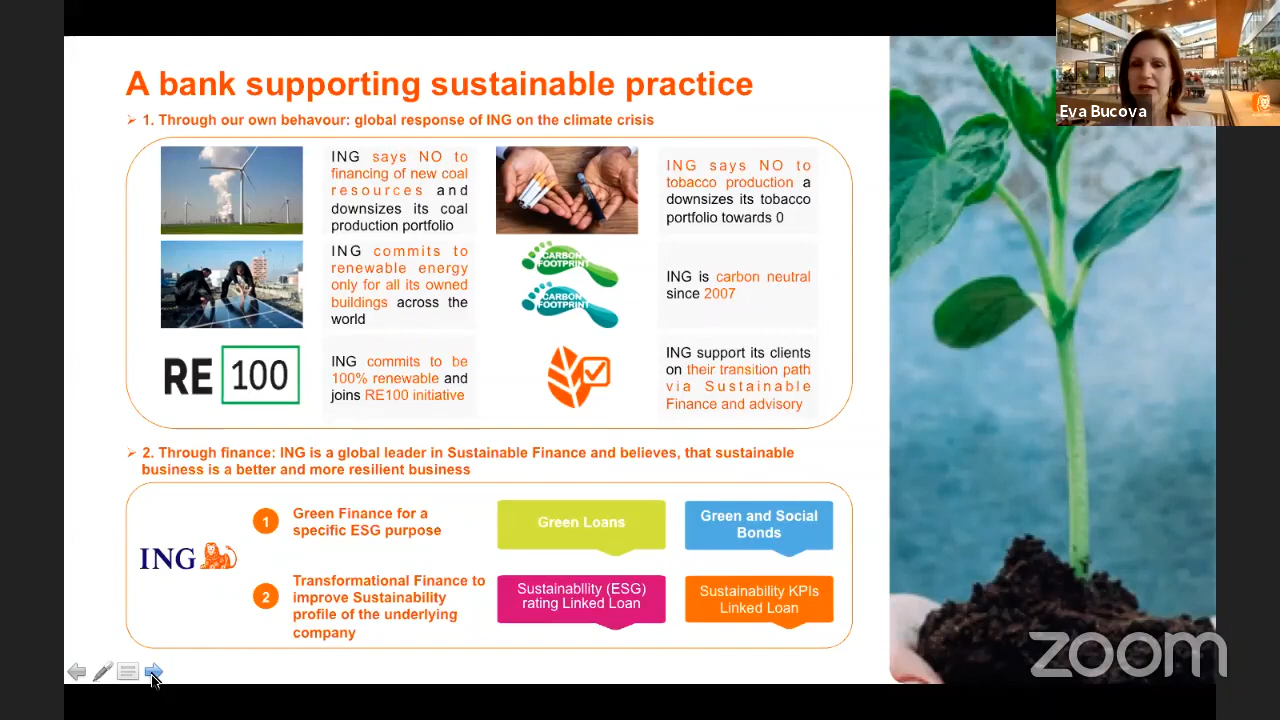 A bank supporting sustainable practice
1. Through our own behavour: global response of ING on the climate crisis
ING says NO to
financing of new coal
resources and
downsizes its coal
production portfolio
ING says NO to
tobacco production a
downsizes its tobacco
portfolio towards 0
ING commits to
renewable energy
only for all its owned
buildings across the
world
CARBON
FOOTPRINT
CARBON
FOOTPRINT
ING is carbon neutral
since 2007
RE 100
ING commits to be
100% renewable and
joins RE100 initiative
ING support its clients
on their transition path
via Sustainable
Finance and advisory
2. Through finance: ING is a global leader in Sustainable Finance and believes, that sustainable
business is a better and more resilient business
ING
1
Green Finance for a
specific ESG purpose
Green Loans
Green and Social
Bonds
2
Transformational Finance to
improve Sustainability
profile of the underlying
company
Sustainability (ESG)
rating Linked Loan
Sustainability KPIs
Linked Loan
Eva Bucova
zoom